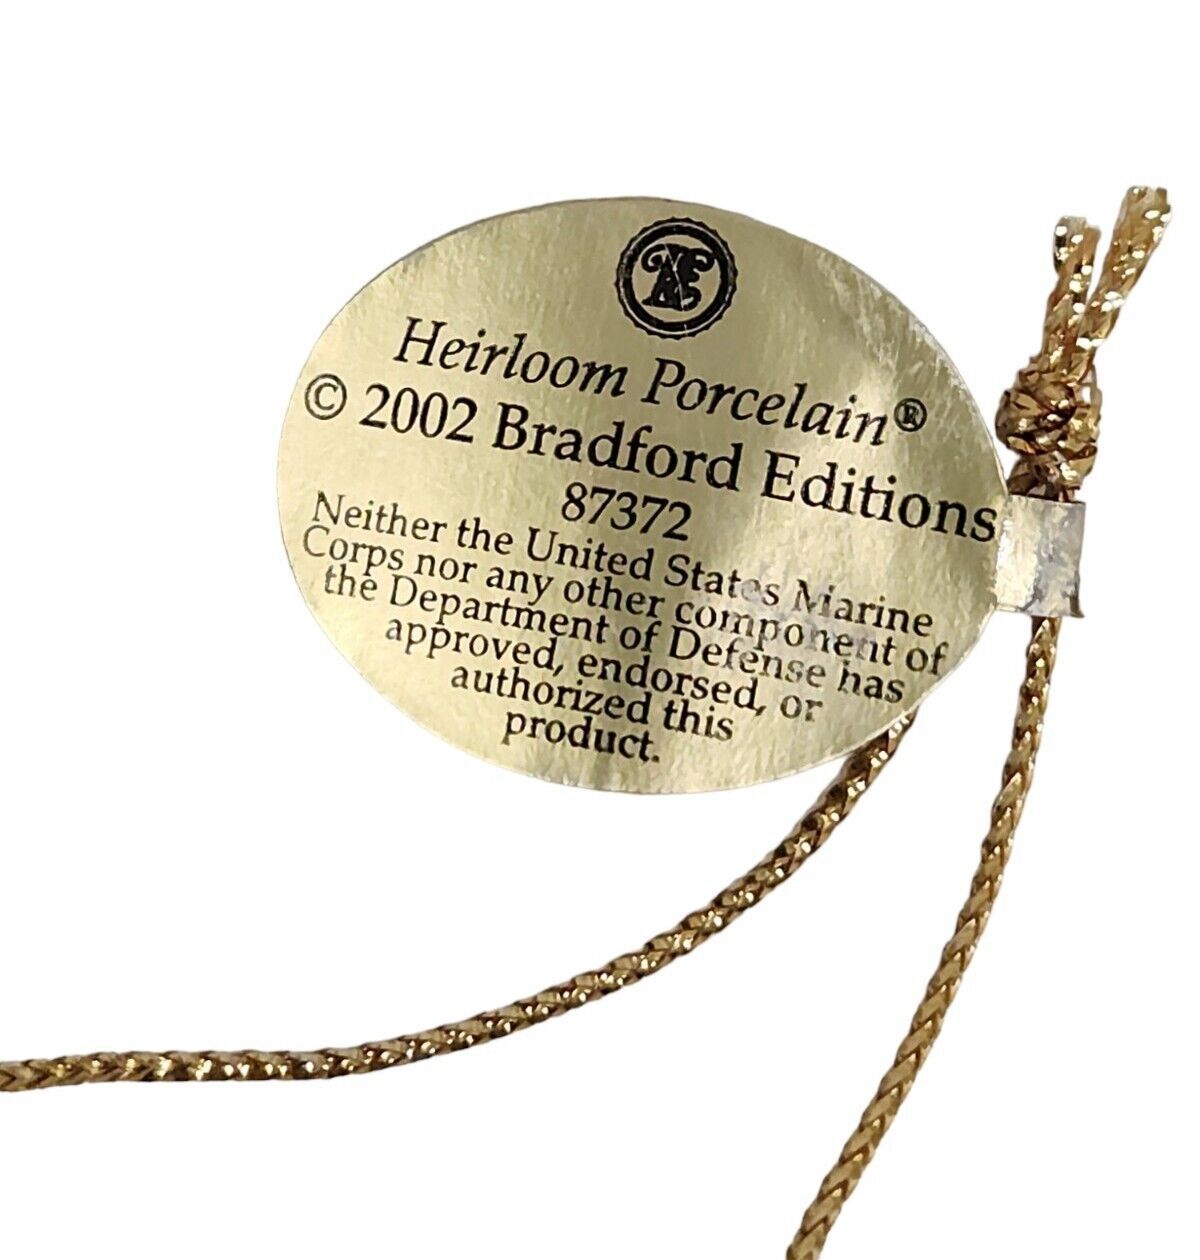 Heirloom Porcelain®
© 2002 Bradford Editions
87372
Neither the United States Marine
Corps nor any other component of
the Department of Defense has
approved, endorsed, or
authorized this
product.